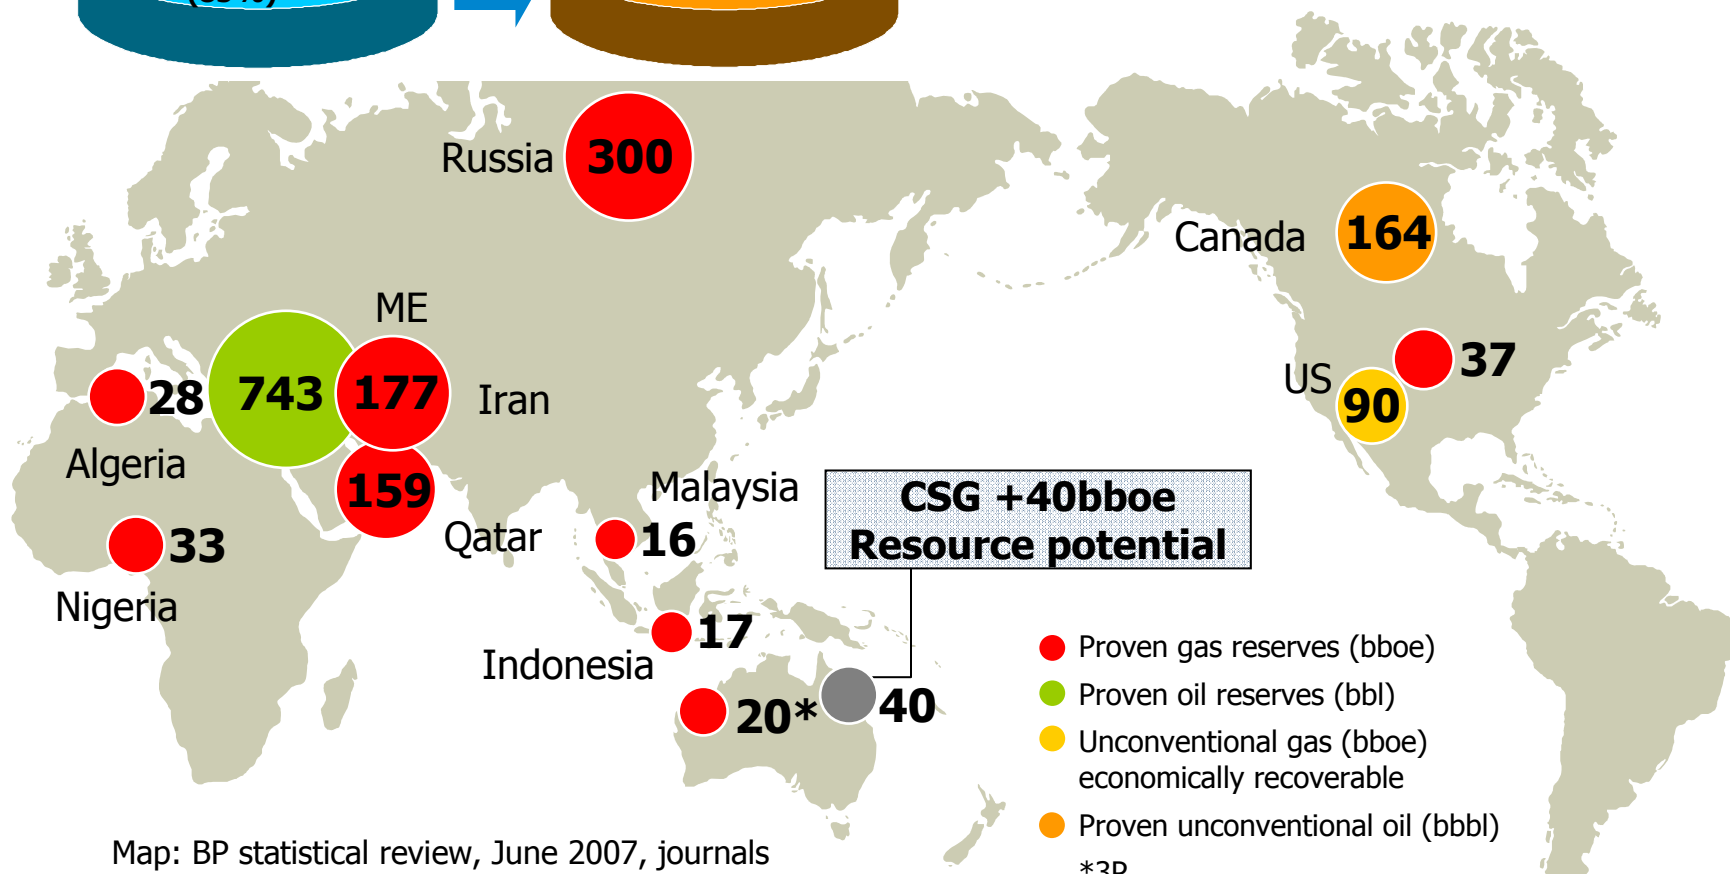 Russia 300
Canada 164
ME
37
US
90
28 743 177 Iran
Algeria
159
Malaysia
CSG +40bboe
Resource potential
Qatar
16
33
Nigeria
17
Indonesia
20* 40
Proven gas reserves (bboe)
Proven oil reserves (bbl)
Unconventional gas (bboe)
economically recoverable
Proven unconventional oil (bbbl)
Map: BP statistical review, June 2007, journals